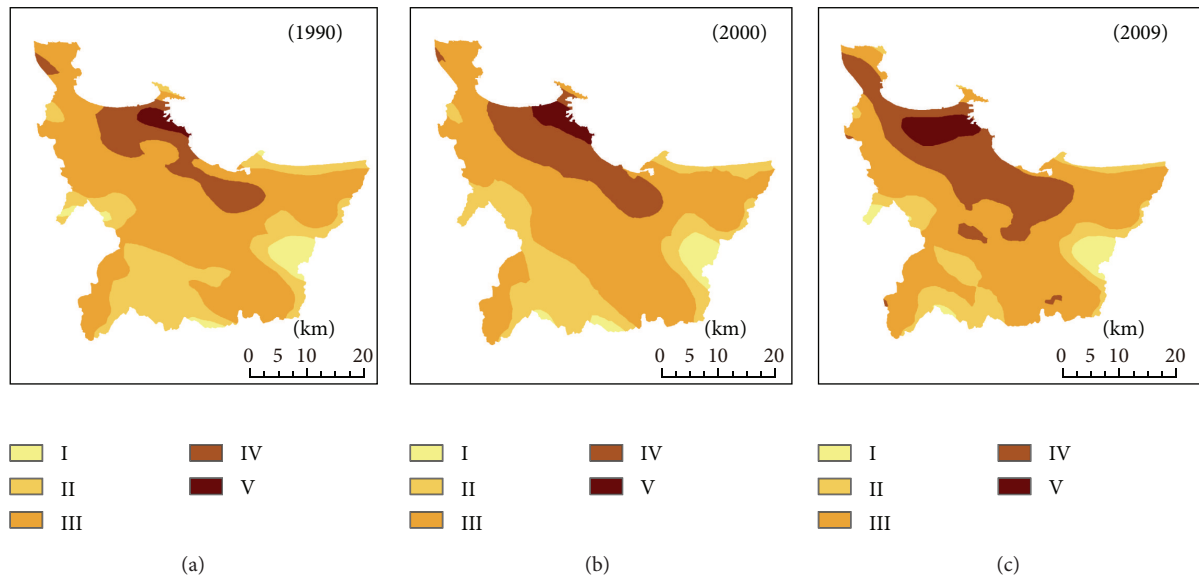 (1990)
(km)
0 5 10 20
(2000)
(km)
0 5 10 20
(2009)
(km)
0 5 10 20
I IV
II V
III
I IV
II V
III
I IV
II V
III
(a)
(b)
(c)